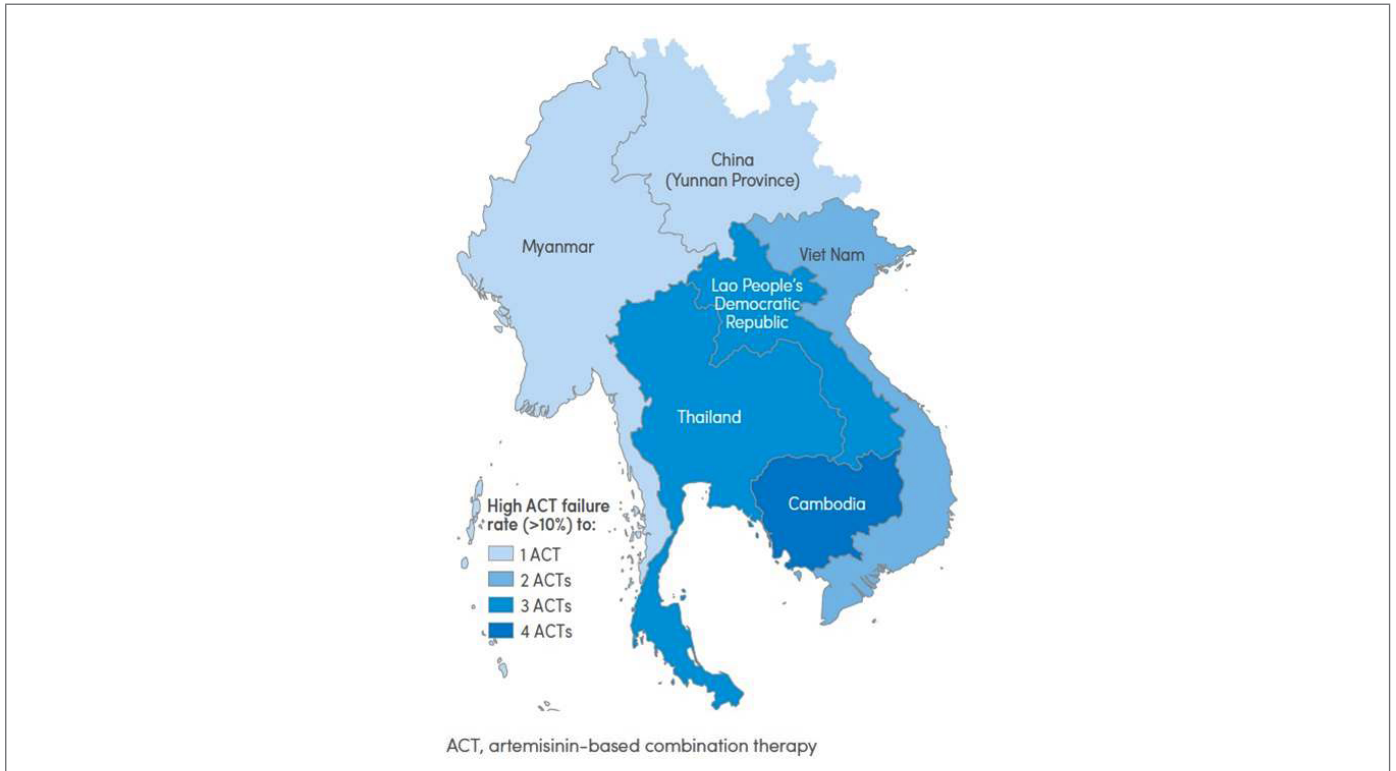 China
(Yunnan Province)
Myanmar
Viet Nam
Lao People's
Democratic
Republic
Thailand
Cambodia
High ACT failure
rate (>10%) to:
1 ACT
2 ACTs
3 ACTs
4 ACTs
ACT, artemisinin-based combination therapy